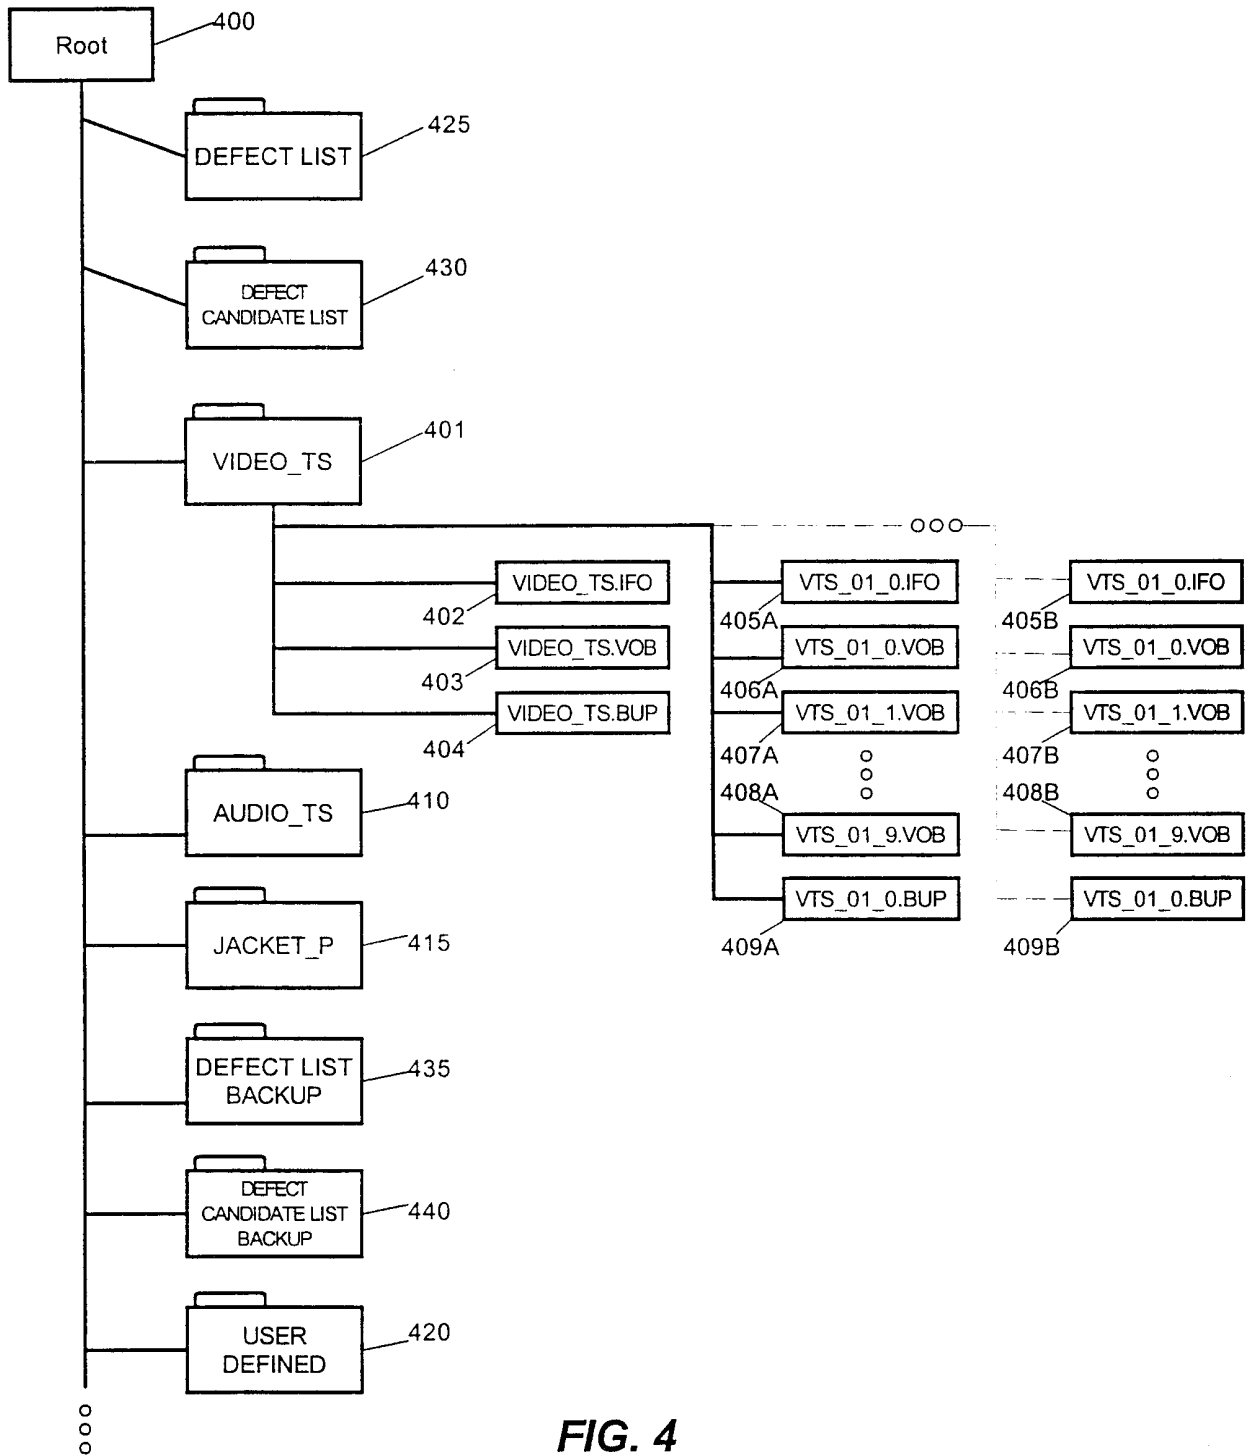 Root
400
DEFECT LIST
425
DEFECT
CANDIDATE LIST
430
VIDEO_TS
401
VIDEO_TS.IFO
402
VIDEO_TS.VOB
403
VIDEO_TS.BUP
404
VTS_01_0.IFO
405A
VTS_01_0.VOB
406A
VTS_01_1.VOB
407A
408A
VTS_01_9.VOB
VTS_01_0.BUP
409A
VTS_01_0.IFO
405B
VTS_01_0.VOB
406B
VTS_01_1.VOB
407B
408B
VTS_01_9.VOB
VTS_01_0.BUP
409B
AUDIO_TS
410
JACKET_P
415
DEFECT LIST
BACKUP
435
DEFECT
CANDIDATE LIST
BACKUP
440
USER
DEFINED
420
FIG. 4